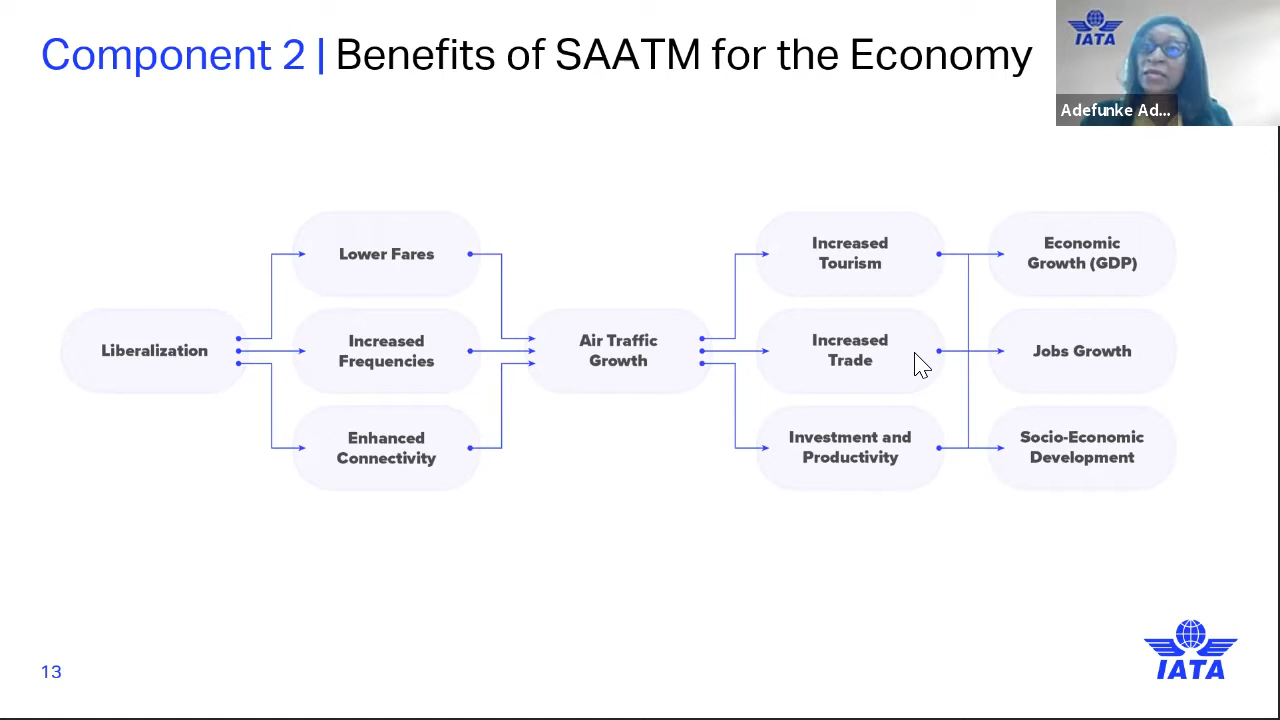 Component 2 | Benefits of SAATM for the Economy
IATA
Adefunke Ad...
Liberalization
Lower Fares
Increased
Frequencies
Enhanced
Connectivity
Air Traffic
Growth
Increased
Tourism
Increased
Trade
Investment and
Productivity
Economic
Growth (GDP)
Jobs Growth
Socio-Economic
Development
13
IATA